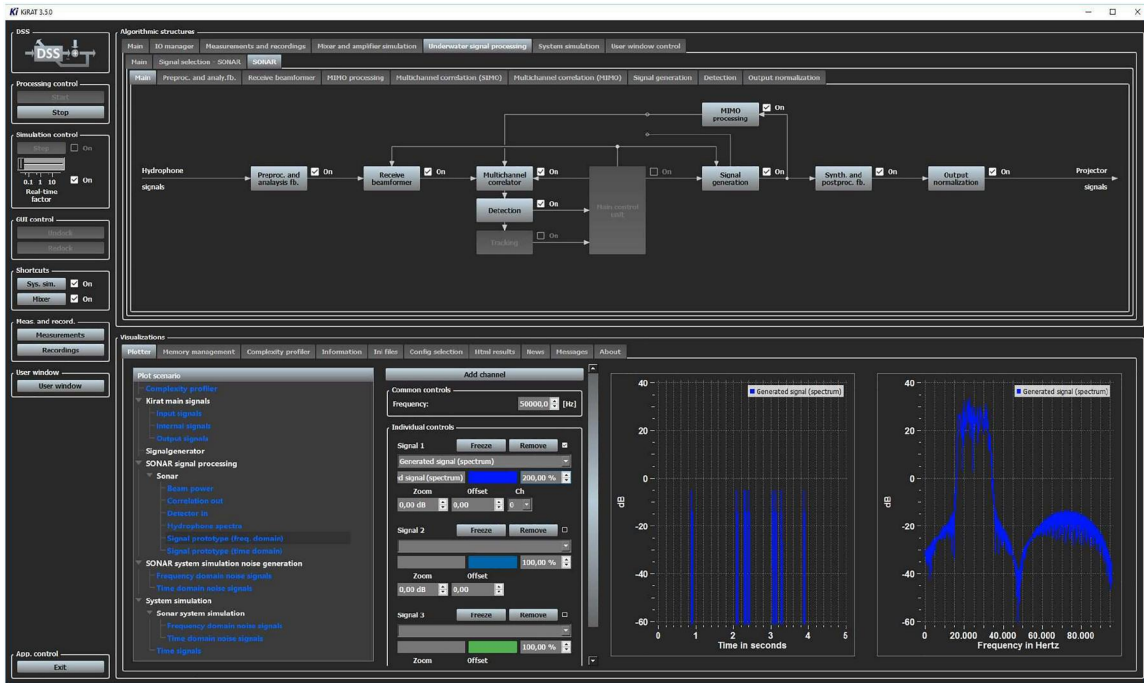 Ki KiRAT 3.5.0
DSS
DSS
Processing control
Start
Stop
Simulation control
Stop
On
0.1 1 10
On
Real-time
factor
GUI control
Undock
Redock
Shortcuts
Sys. sim.
On
Mixer
On
Meas. and record.
Measurements
Recordings
User window
User window
App. control
Exit
Algorithmic structures
Main IO manager Measurements and recordings Mixer and amplifier simulation Underwater signal processing System simulation User window control
Main Signal selection - SONAR SONAR
Main Preproc. and analy.fb. Receive beamformer MIMO processing Multichannel correlation (SIMO) Multichannel correlation (MIMO) Signal generation Detection Output normalization
MIMO
processing
On
Hydrophone
signals
Preproc. and
analaysis fb.
On
Receive
beamformer
On
Multichannel
correlator
On
Detection
On
Tracking
On
Main control
unit
On
Signal
generation
On
Synth. and
postproc. fb.
On
Output
normalization
On
Projector
signals
Visualizations
Plotter Memory management Complexity profiler Information Ini files Config selection Html results News Messages About
Plot scenario
Complexity profiler
Kirat main signals
Input signals
Internal signals
Output signals
Signalgenerator
SONAR signal processing
Sonar
Beam power
Correlation out
Detector in
Hydrophone spectra
Signal prototype (freq. domain)
Signal prototype (time domain)
SONAR system simulation noise generation
Frequency domain noise signals
Time domain noise signals
System simulation
Sonar system simulation
Frequency domain noise signals
Time domain noise signals
Time signals
Add channel
Common controls
Frequency: 50000,0 [Hz]
Individual controls
Signal 1 Freeze Remove
Generated signal (spectrum)
d signal (spectrum) 200,00 %
Zoom Offset Ch
0,00 dB 0,00 0
Signal 2 Freeze Remove
100,00 %
Zoom Offset
0,00 dB 0,00
Signal 3 Freeze Remove
100,00 %
Zoom Offset
Generated signal (spectrum)
dB
40
20
0
-20
-40
-60
0 1 2 3 4 5
Time in seconds
Generated signal (spectrum)
dB
40
20
0
-20
-40
-60
0 20.000 40.000 60.000 80.000
Frequency in Hertz